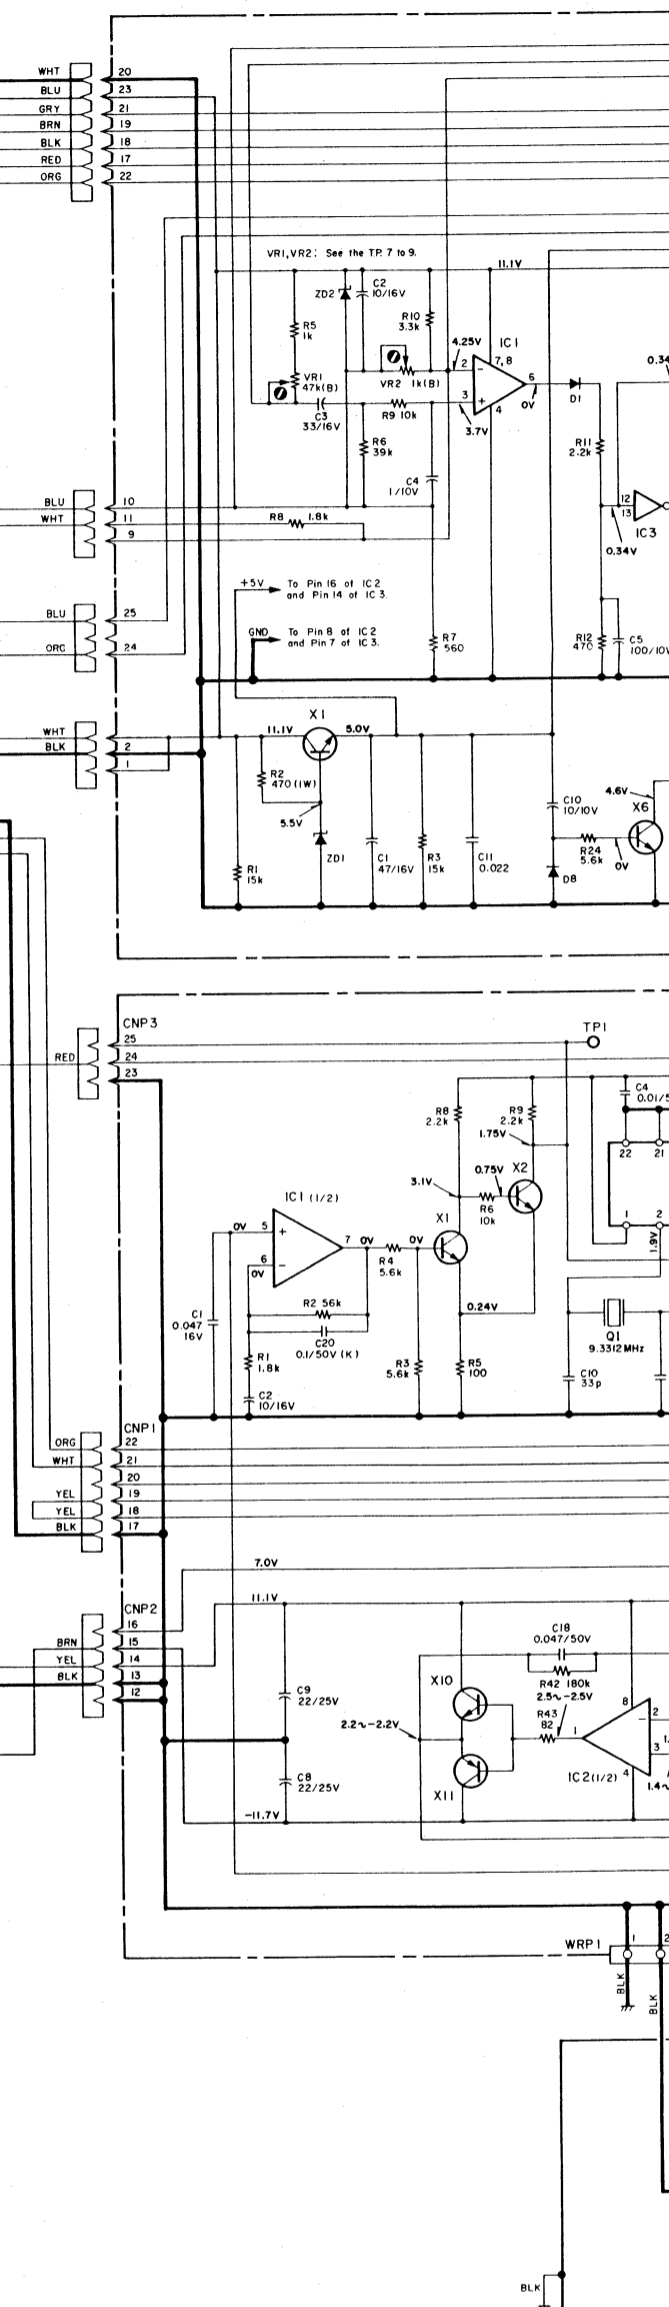 WHT 20
BLU 23
GRY 21
BRN 19
BLK 18
RED 17
ORG 22
VR1, VR2: See the T.P. 7 to 9.
11.1V
ZD2
C2
10/16V
R5
1k
R10
3.3k
4.25V
IC1
7,8
VR1
47k(B)
VR2 1k(B)
2
-
6
0V
D1
C3
33/16V
R9 10k
3
+
3.7V
4
R6
39k
R11
2.2k
C4
1/10V
BLU 10
WHT 11
9
R8 1.8k
12
13
IC3
0.34V
+5V
To Pin 16 of IC2
and Pin 14 of IC3.
BLU 25
ORG 24
GND
To Pin 8 of IC2
and Pin 7 of IC3.
R7
560
R12
470
C5
100/10V
WHT
BLK 2
1
X1
11.1V
5.0V
R2
470(1W)
5.5V
ZD1
R1
15k
C1
47/16V
R3
15k
C11
0.022
C10
10/10V
4.6V
X6
R24
5.6k
0V
D8
CNP3
25
RED 24
23
TP1
R8
2.2k
R9
2.2k
1.75V
C4
22
21
3.1V
0.75V
X2
R6
10k
IC1 (1/2)
0V 5
+
7 0V
R4
5.6k
0V
X1
6
-
0V
1
2
1.9V
C1
0.047
16V
R2 56k
C20
0.1/50V (K)
0.24V
Q1
9.3312MHz
R1
1.8k
C2
10/16V
R3
5.6k
R5
100
C10
33p
CNP1
ORG 22
WHT 21
20
YEL 19
YEL 18
BLK 17
7.0V
11.1V
CNP2
16
BRN 15
YEL 14
BLK 13
12
C18
0.047/50V
R42 180k
2.5~-2.5V
C9
22/25V
X10
2.2~-2.2V
R43
82
1
8
-
2
+
3
4
IC2(1/2)
C8
22/25V
X11
-11.7V
WRP1
1
2
BLK
BLK
BLK